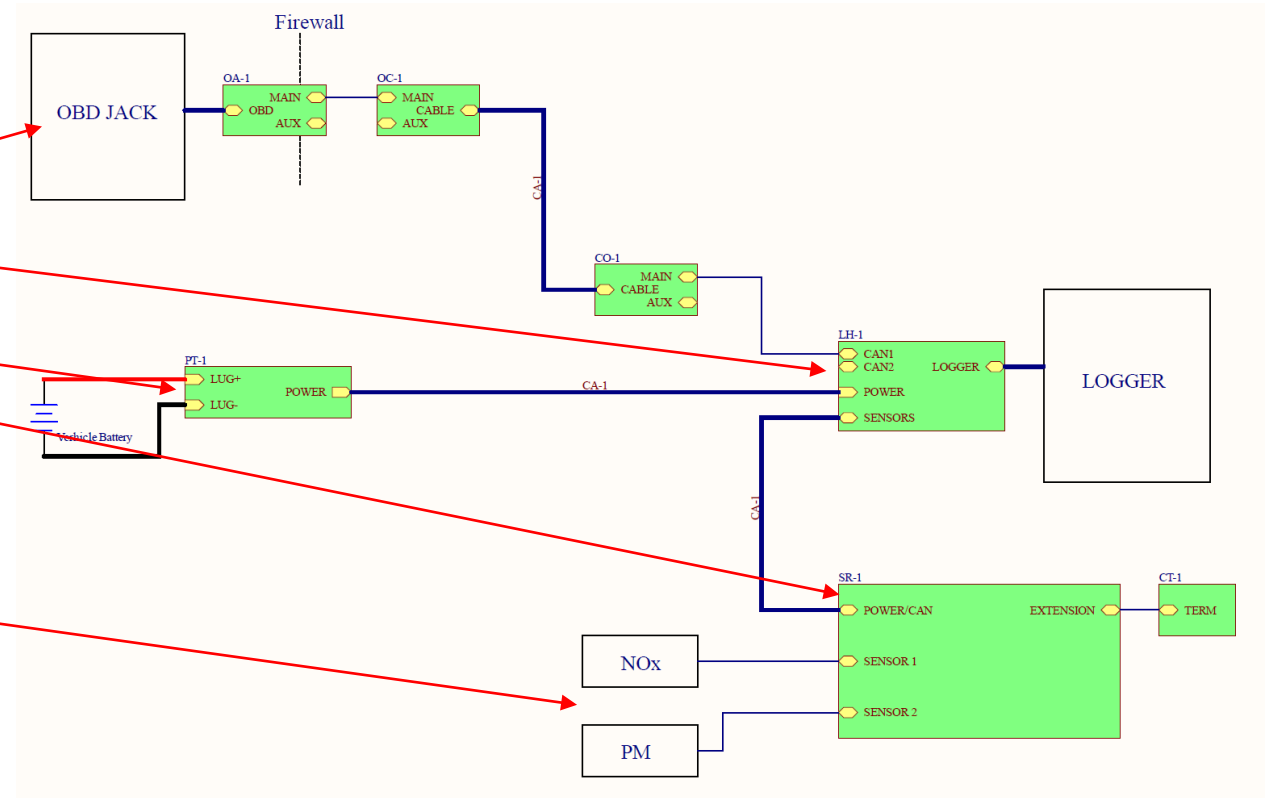 Firewall
OBD JACK
OA-1
MAIN
OBD
AUX
OC-1
MAIN
CABLE
AUX
CA-1
CO-1
MAIN
CABLE
AUX
PT-1
LUG+
POWER
LUG-
Verhicle Battery
CA-1
LH-1
CAN1
CAN2
LOGGER
POWER
SENSORS
LOGGER
CA-1
SR-1
POWER/CAN
EXTENSION
SENSOR 1
SENSOR 2
CT-1
TERM
NOx
PM